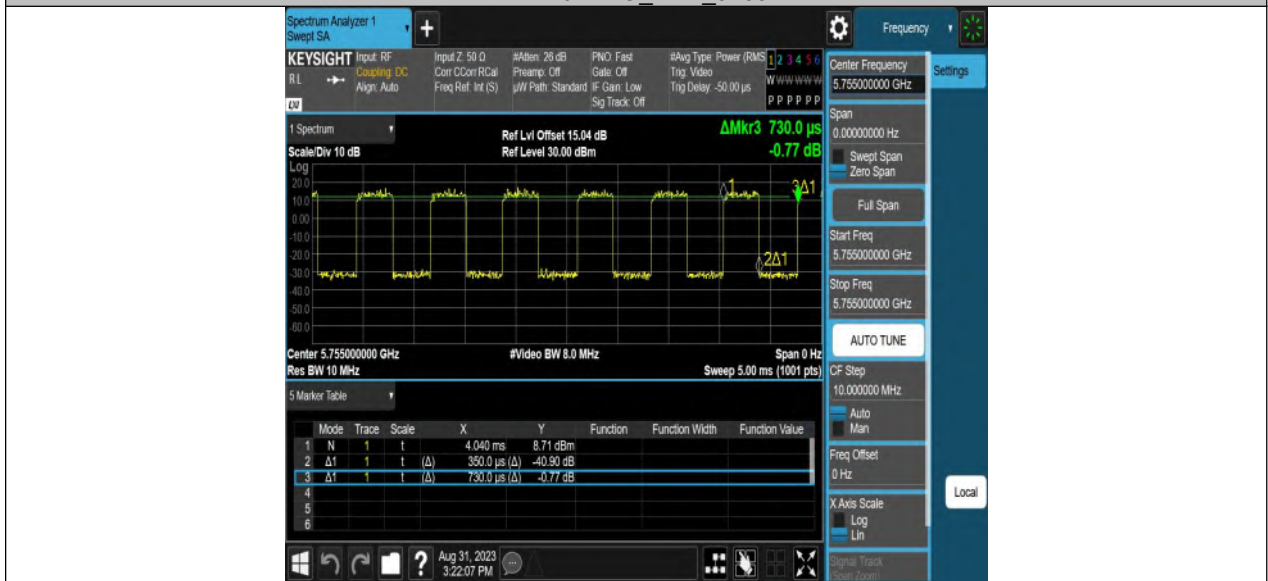 Spectrum Analyzer 1
Swept SA
+
Frequency
KEYSIGHT Input: RF Input Z: 50 Ω #Atten: 26 dB PNO: Fast #Avg Type: Power (RMS 1 2 3 4 5 6
RL Coupling: DC Corr CCorr RCal Preamp: Off Gate: Off Trig: Video W W W W W W
Align: Auto Freq Ref: Int (S) µW Path: Standard IF Gain: Low Trig Delay: -50.00 µs
Sig Track: Off P P P P P P
LXI
1 Spectrum
Ref Lvl Offset 15.04 dB
ΔMkr3 730.0 µs
Scale/Div 10 dB
Ref Level 30.00 dBm
-0.77 dB
Log
20.0
10.0
0.00
-10.0
-20.0
-30.0
-40.0
-50.0
-60.0
1
3Δ1
2Δ1
Center 5.755000000 GHz #Video BW 8.0 MHz Span 0 Hz
Res BW 10 MHz Sweep 5.00 ms (1001 pts)
5 Marker Table
Mode Trace Scale X Y Function Function Width Function Value
1 N 1 t 4.040 ms 8.71 dBm
2 Δ1 1 t (Δ) 350.0 µs (Δ) -40.90 dB
3 Δ1 1 t (Δ) 730.0 µs (Δ) -0.77 dB
4
5
6
?
Aug 31, 2023
3:22:07 PM
Center Frequency
5.755000000 GHz
Settings
Span
0.00000000 Hz
Swept Span
Zero Span
Full Span
Start Freq
5.755000000 GHz
Stop Freq
5.755000000 GHz
AUTO TUNE
CF Step
10.000000 MHz
Auto
Man
Freq Offset
0 Hz
Local
X Axis Scale
Log
Lin
Signal Track
(Span Zoom)